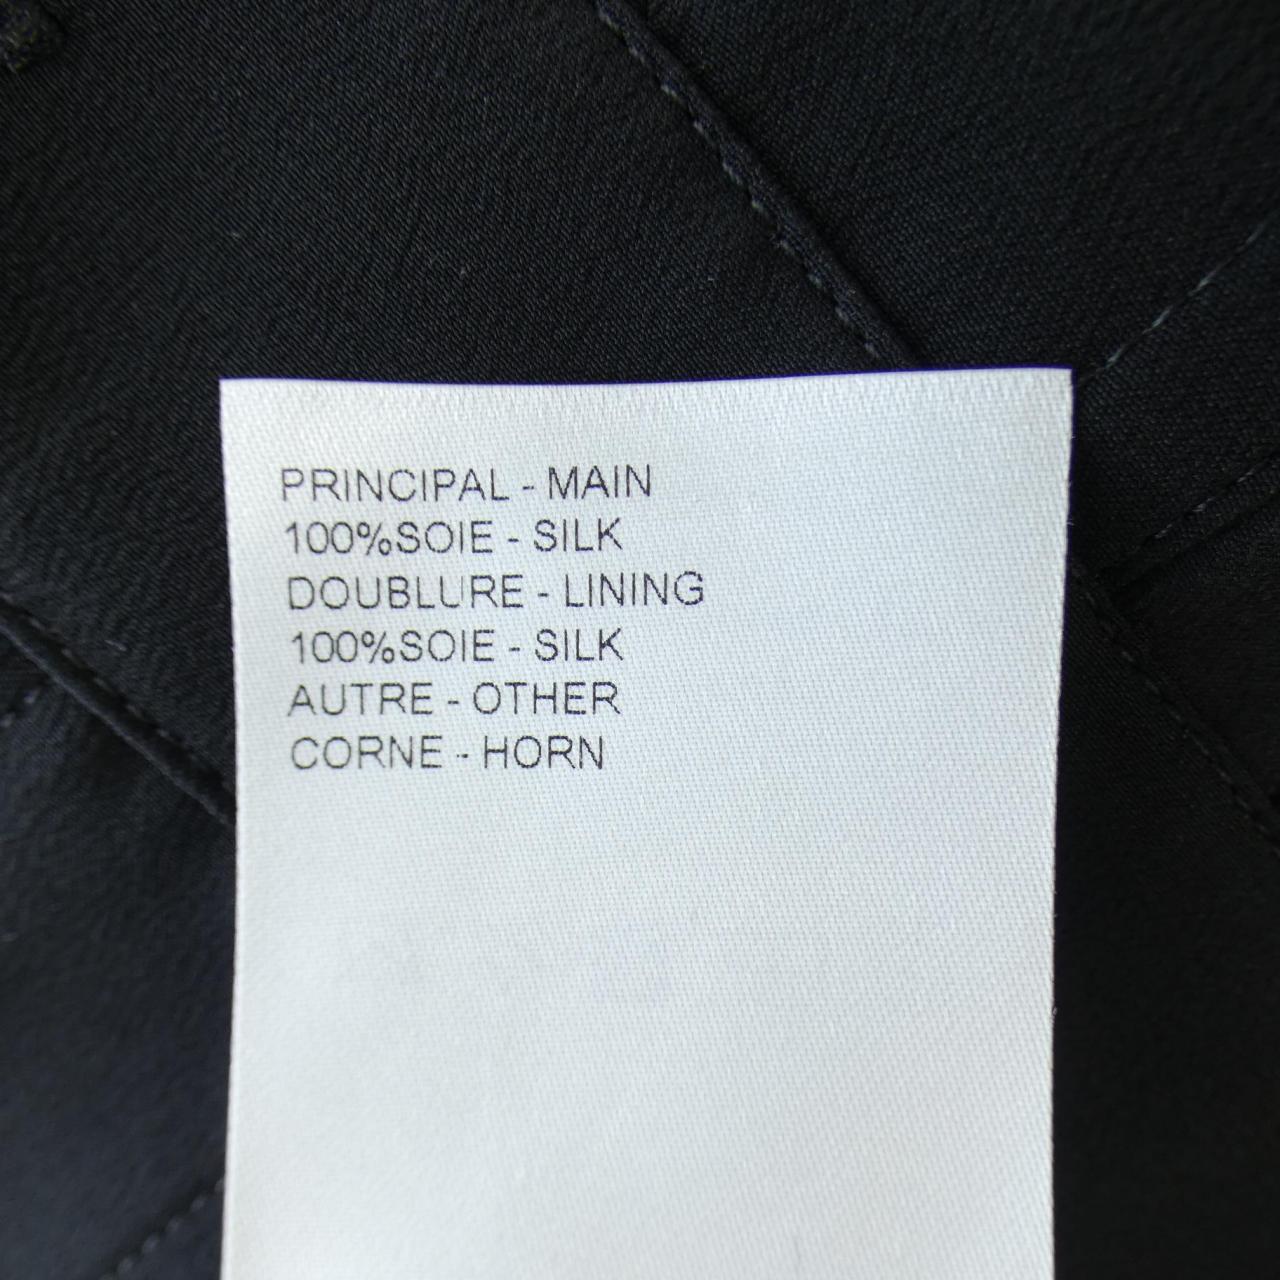 PRINCIPAL - MAIN
100%SOIE - SILK
DOUBLURE - LINING
100%SOIE - SILK
AUTRE - OTHER
CORNE - HORN